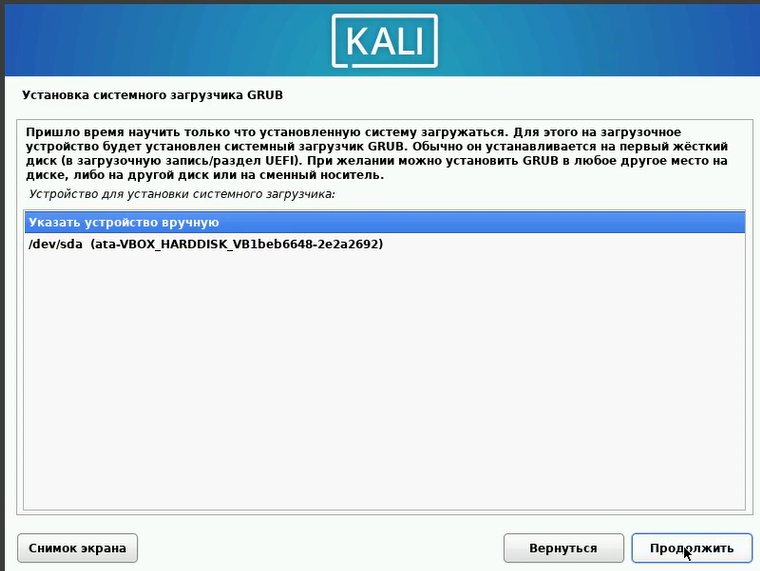 KALI
Установка системного загрузчика GRUB
Пришло время научить только что установленную систему загружаться. Для этого на загрузочное
устройство будет установлен системный загрузчик GRUB. Обычно он устанавливается на первый жёсткий
диск (в загрузочную запись/раздел UEFI). При желании можно установить GRUB в любое другое место на
диске, либо на другой диск или на сменный носитель.
Устройство для установки системного загрузчика:
Указать устройство вручную
/dev/sda (ata-VBOX_HARDDISK_VB1beb6648-2e2a2692)
Снимок экрана
Вернуться
Продолжить